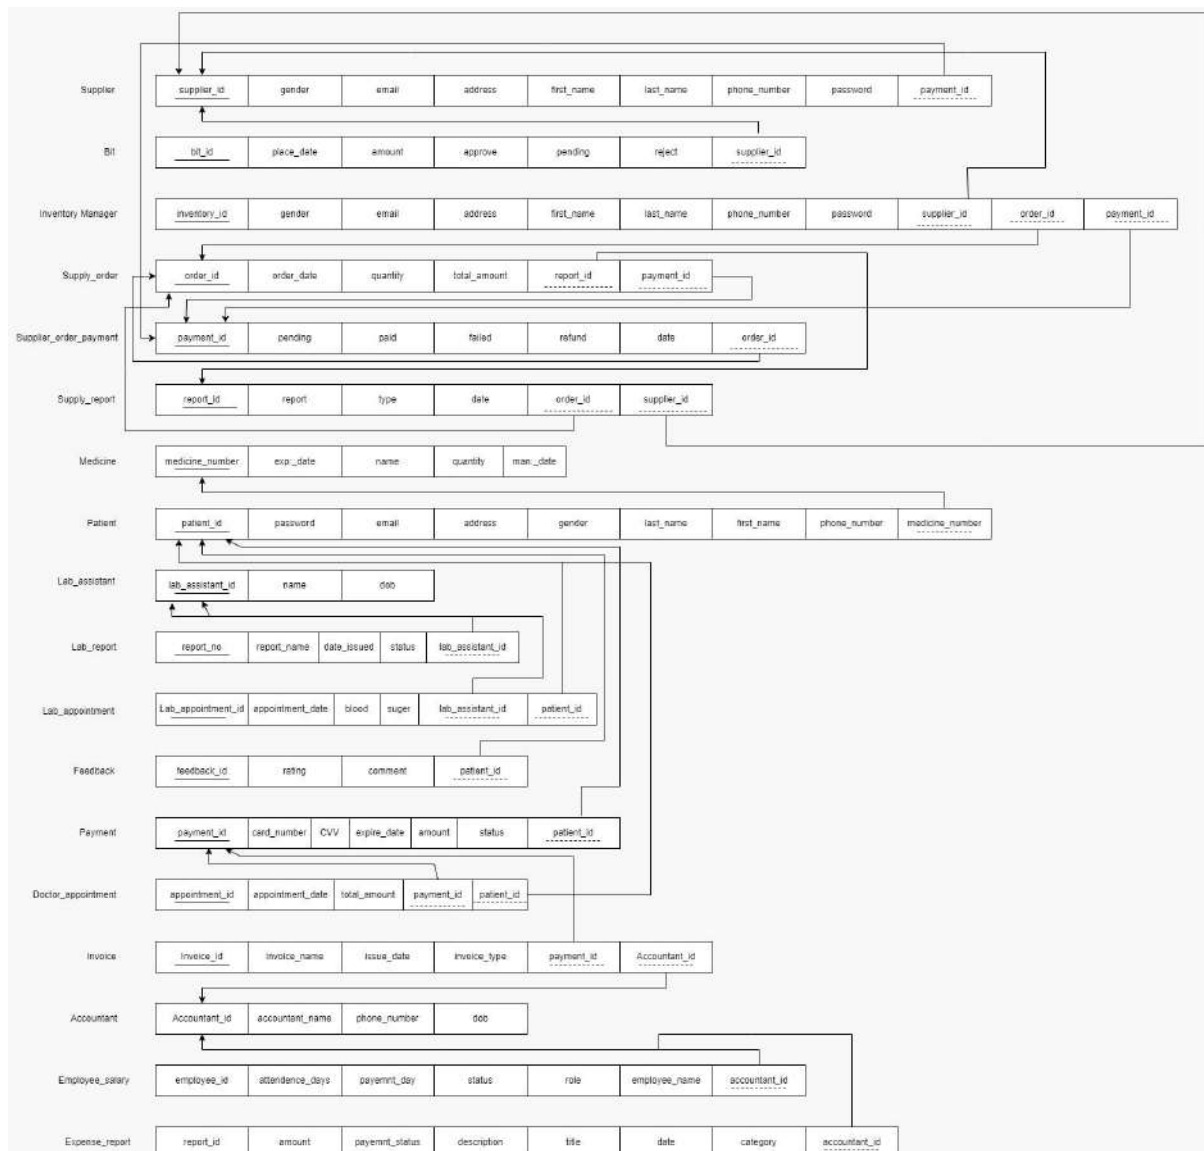 Supplier supplier_id gender email address first_name last_name phone_number password payment_id
Bit bit_id place_date amount approve pending reject supplier_id
Inventory Manager inventory_id gender email address first_name last_name phone_number password supplier_id order_id payment_id
Supply_order order_id order_date quantity total_amount report_id payment_id
Supplier_order_payment payment_id pending paid failed refund date order_id
Supply_report report_id report type date order_id supplier_id
Medicine medicine_number exp:_date name quantity man:_date
Patient patient_id password email address gender last_name first_name phone_number medicine_number
Lab_assistant lab_assistant_id name dob
Lab_report report_no report_name date_issued status lab_assistant_id
Lab_appointment Lab_appointment_id appointment_date blood suger lab_assistant_id patient_id
Feedback feedback_id rating comment patient_id
Payment payment_id card_number CVV expire_date amount status patient_id
Doctor_appointment appointment_id appointment_date total_amount payment_id patient_id
Invoice Invoice_id Invoice_name issue_date invoice_type payment_id Accountant_id
Accountant Accountant_id accountant_name phone_number dob
Employee_salary employee_id attendence_days payemnt_day status role employee_name accountant_id
Expense_report report_id amount payemnt_status description title date category accountant_id